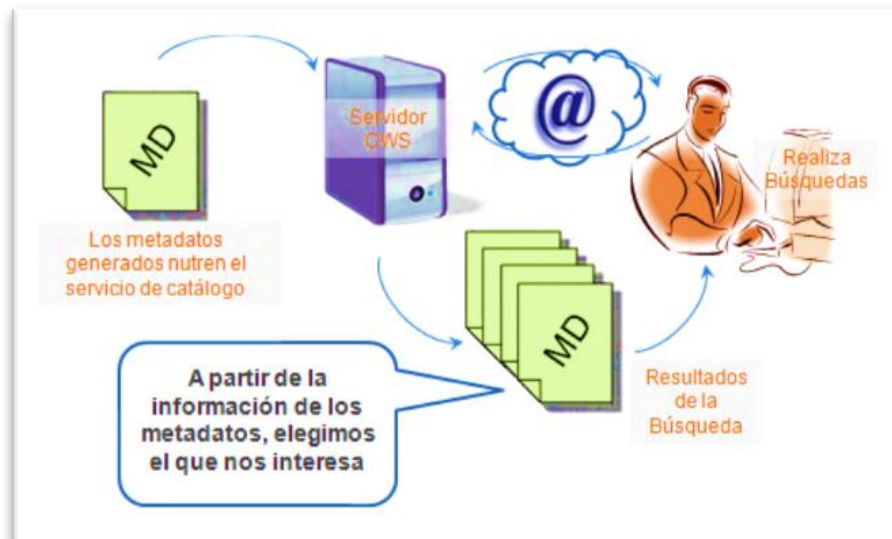 MD
Los metadatos
generados nutren el
servicio de catálogo
Servidor
CWS
@
Realiza
Búsquedas
MD
Resultados
de la
Búsqueda
A partir de la
información de los
metadatos, elegimos
el que nos interesa